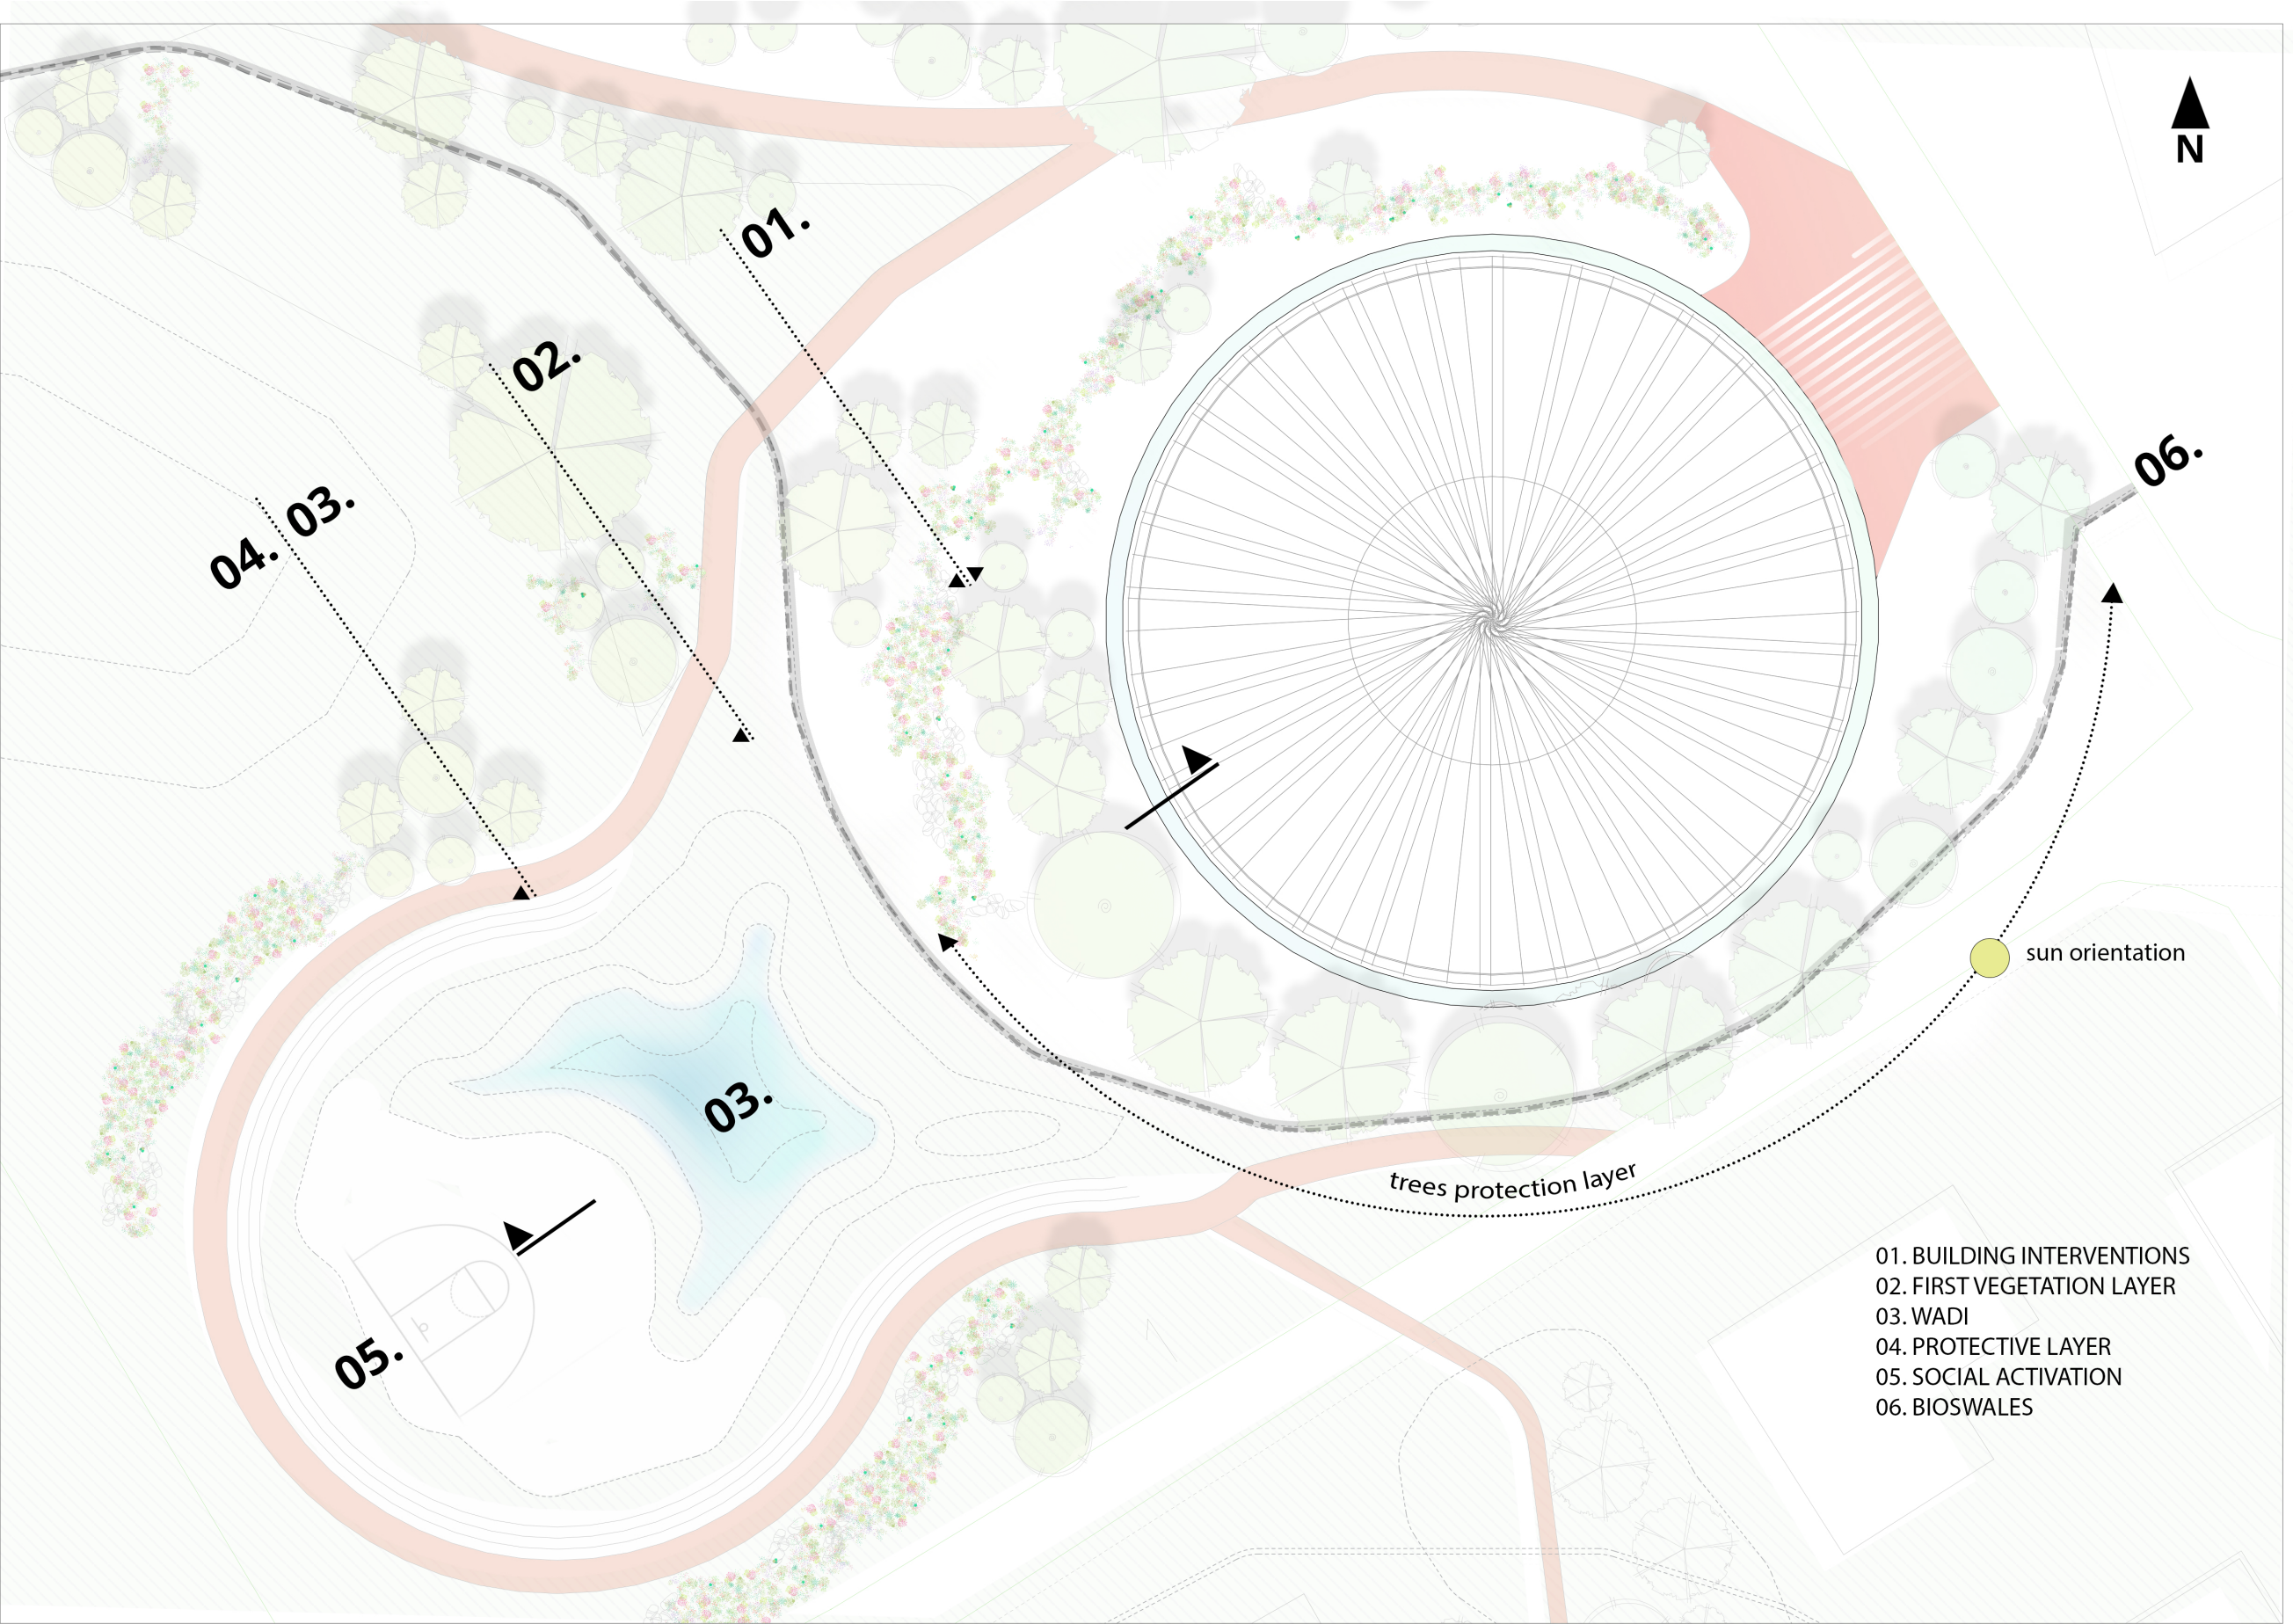 N
01.
02.
06.
04. 03.
sun orientation
03.
trees protection layer
05.
01. BUILDING INTERVENTIONS
02. FIRST VEGETATION LAYER
03. WADI
04. PROTECTIVE LAYER
05. SOCIAL ACTIVATION
06. BIOSWALES